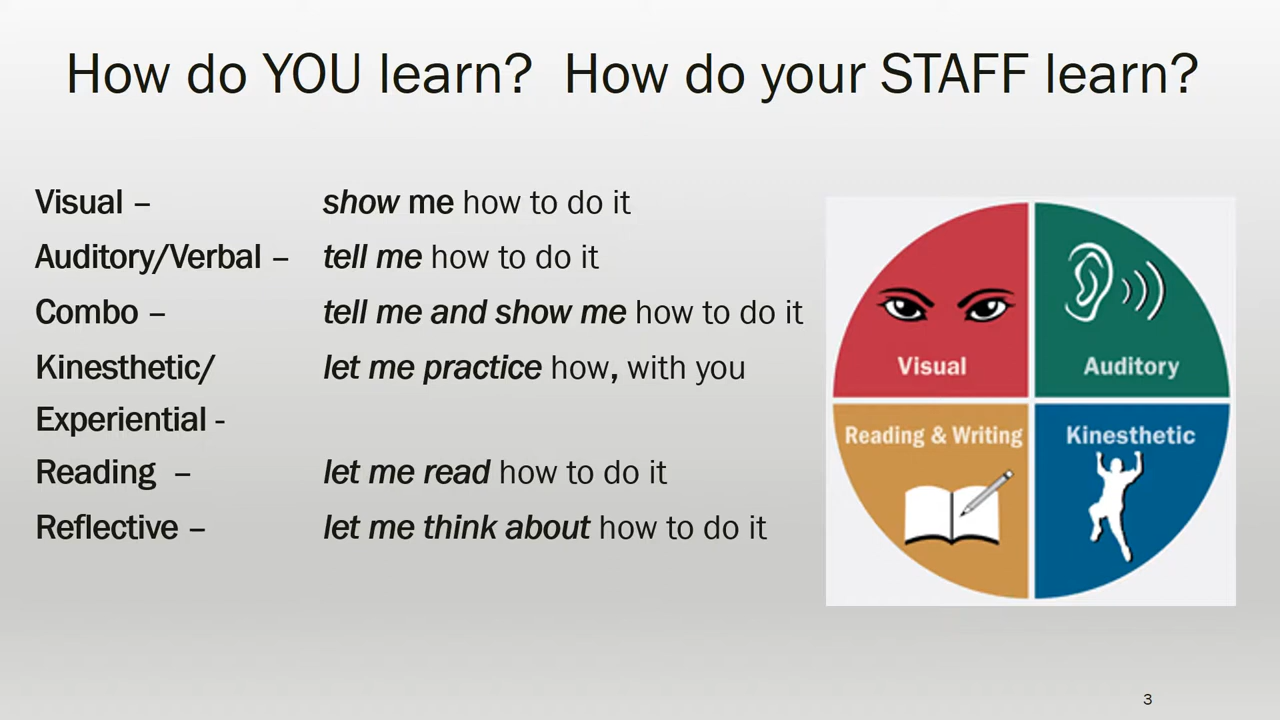 How do YOU learn?  How do your STAFF learn?
Visual – show me how to do it
Auditory/Verbal – tell me how to do it
Combo – tell me and show me how to do it
Kinesthetic/ let me practice how, with you
Experiential -
Reading – let me read how to do it
Reflective – let me think about how to do it
Visual
Auditory
Reading & Writing
Kinesthetic
3